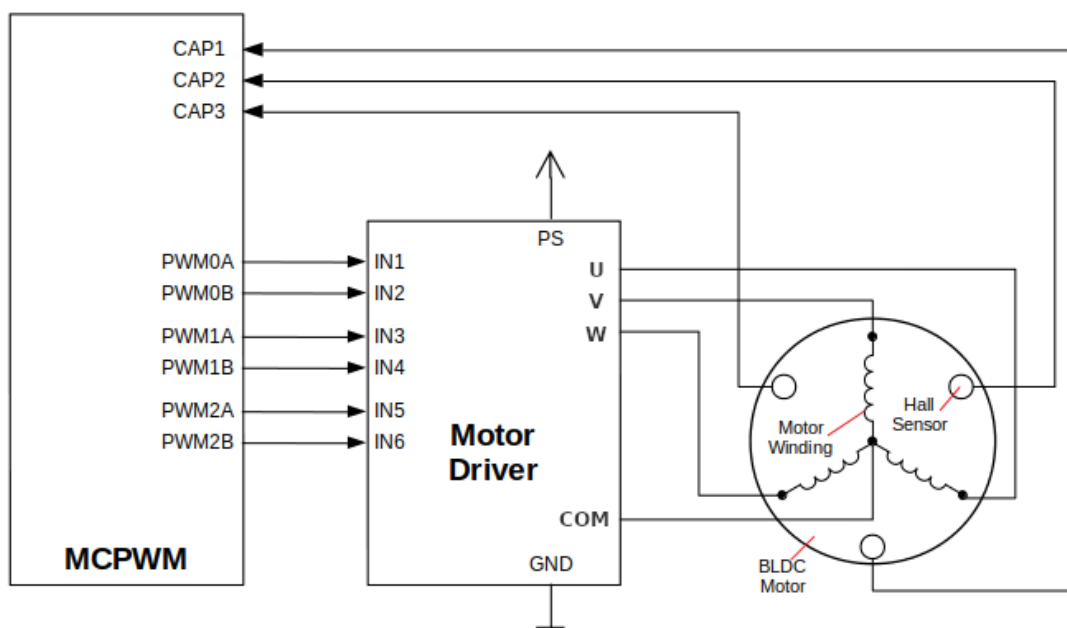 CAP1
CAP2
CAP3
PS
PWM0A
IN1
U
PWM0B
IN2
V
PWM1A
IN3
W
PWM1B
IN4
PWM2A
IN5
PWM2B
IN6
Motor
Driver
Motor
Winding
Hall
Sensor
COM
MCPWM
GND
BLDC
Motor